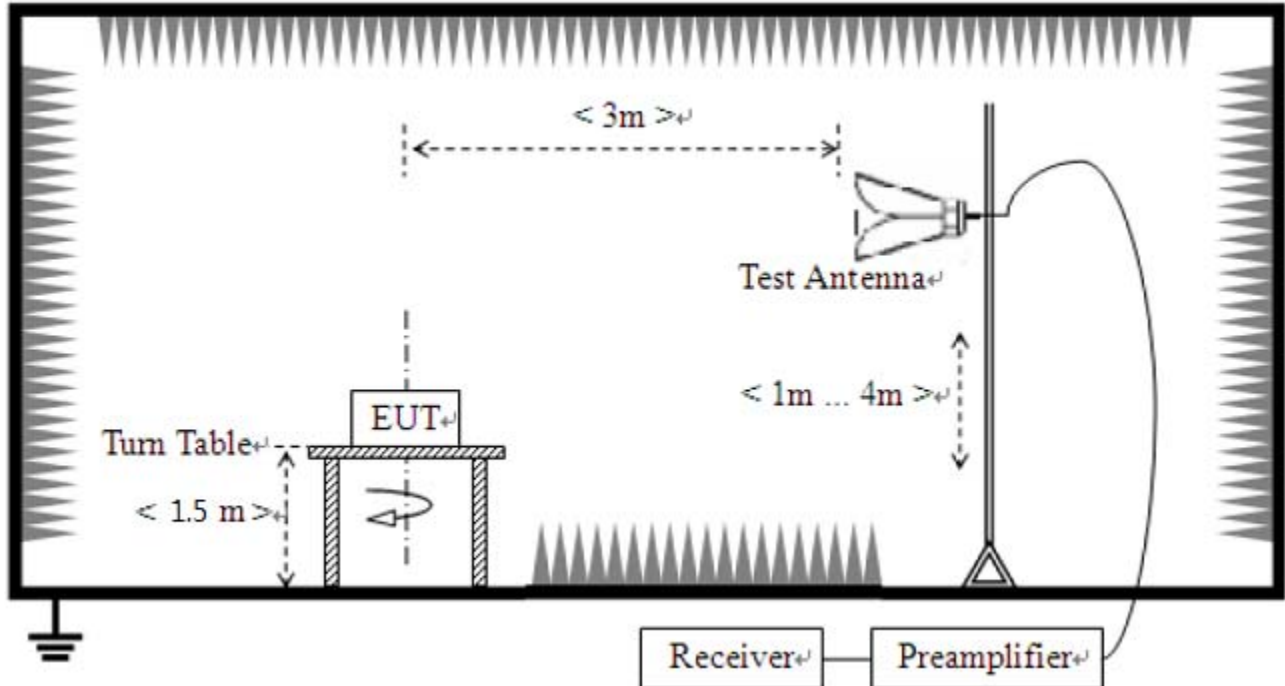 < 3m >↵
Test Antenna↵
< 1m ... 4m >↵
EUT↵
Turn Table↵
< 1.5 m >↵
Receiver↵
Preamplifier↵